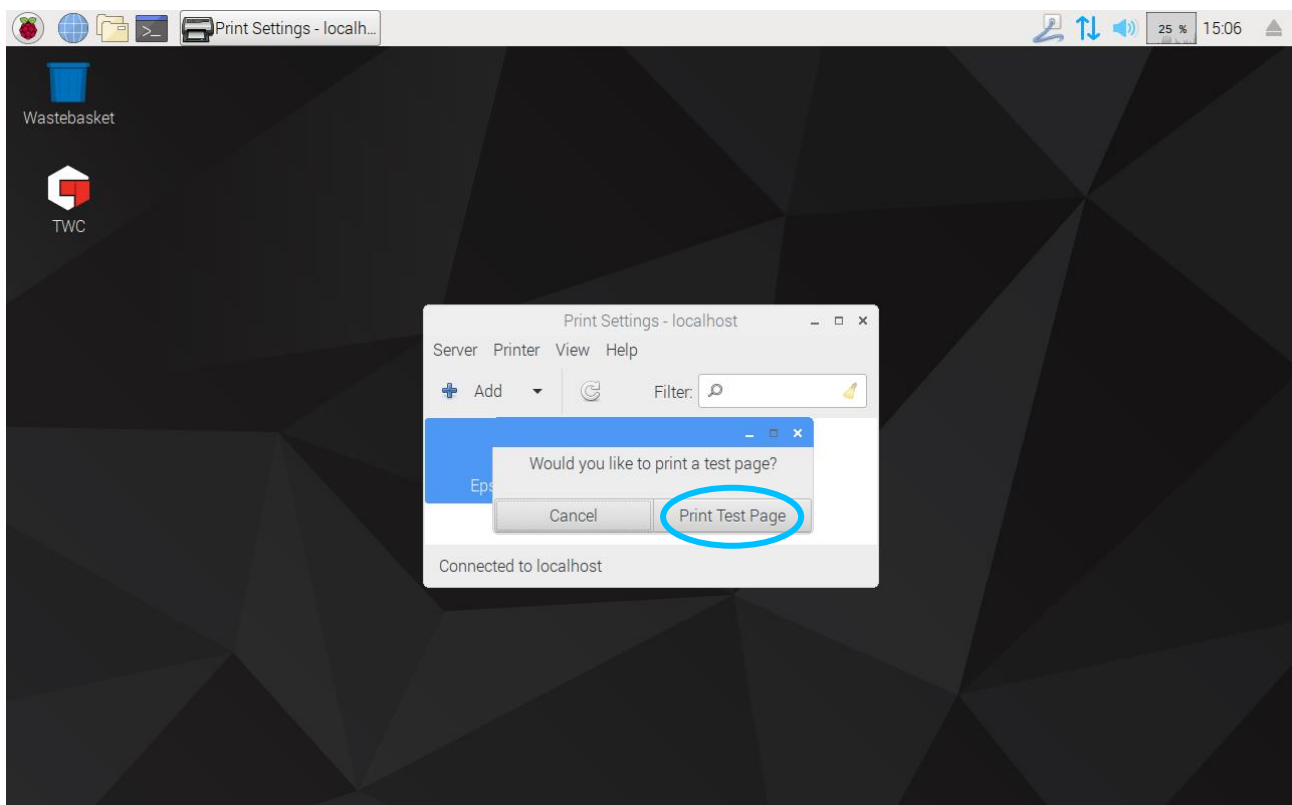 Print Settings - localh...
25 %
15:06
Wastebasket
TWC
Print Settings - localhost
Server Printer View Help
Add
Filter:
Would you like to print a test page?
Eps
Cancel
Print Test Page
Connected to localhost